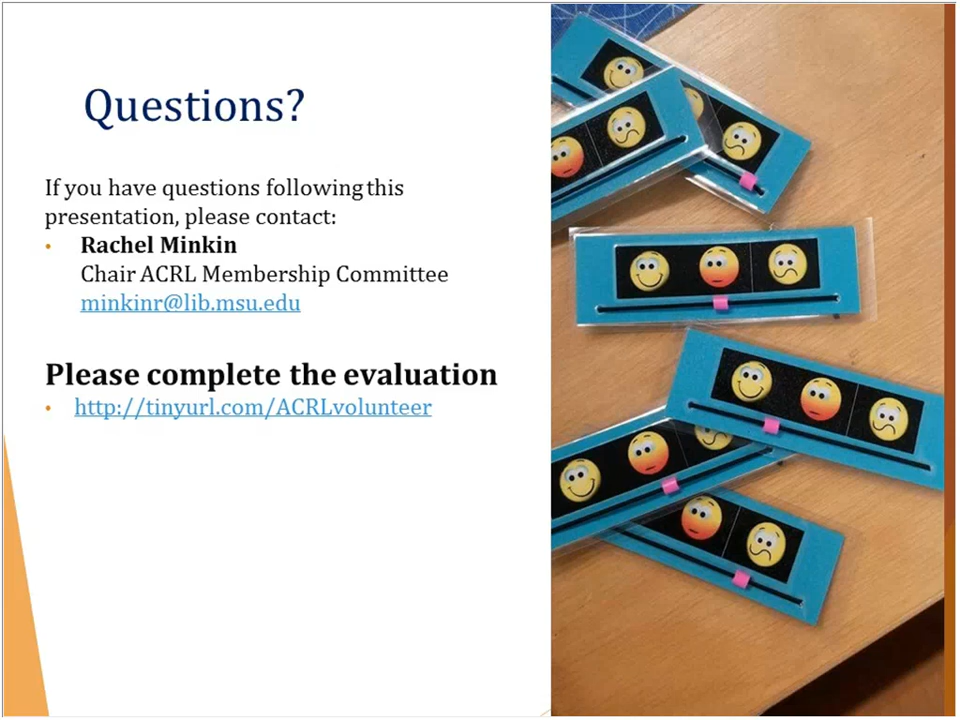 Questions?
If you have questions following this
presentation, please contact:
• Rachel Minkin
Chair ACRL Membership Committee
minkinr@lib.msu.edu
Please complete the evaluation
• http://tinyurl.com/ACRLvolunteer